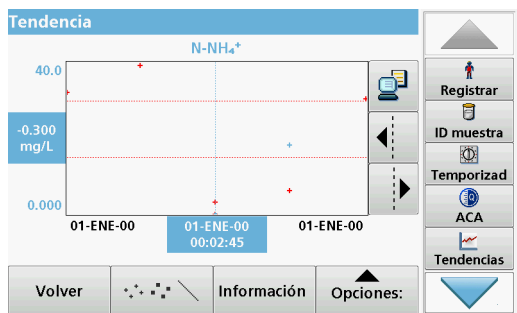 Tendencia
N-NH₄⁺
40.0
-0.300
mg/L
0.000
01-ENE-00
01-ENE-00
00:02:45
01-ENE-00
Volver
Información
Opciones:
Registrar
ID muestra
Temporizad
ACA
Tendencias